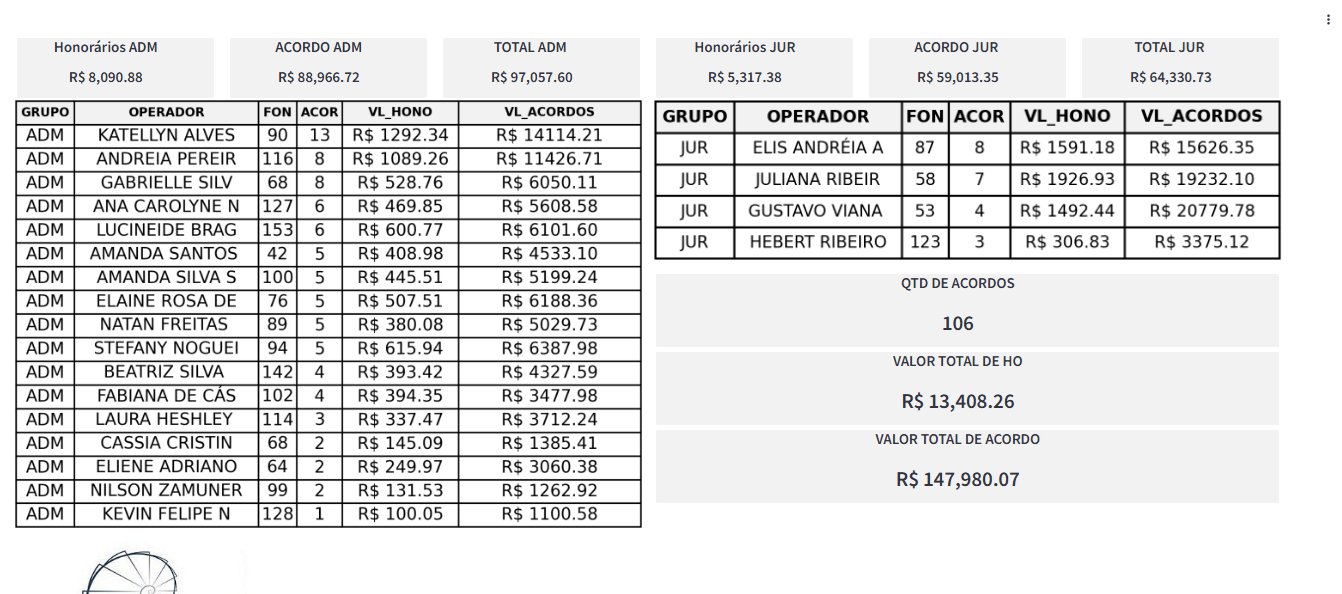 Honorários ADM
R$ 8,090.88
ACORDO ADM
R$ 88,966.72
TOTAL ADM
R$ 97,057.60
Honorários JUR
R$ 5,317.38
ACORDO JUR
R$ 59,013.35
TOTAL JUR
R$ 64,330.73
GRUPO OPERADOR FON ACOR VL_HONO VL_ACORDOS
ADM KATELLYN ALVES 90 13 R$ 1292.34 R$ 14114.21
ADM ANDREIA PEREIR 116 8 R$ 1089.26 R$ 11426.71
ADM GABRIELLE SILV 68 8 R$ 528.76 R$ 6050.11
ADM ANA CAROLYNE N 127 6 R$ 469.85 R$ 5608.58
ADM LUCINEIDE BRAG 153 6 R$ 600.77 R$ 6101.60
ADM AMANDA SANTOS 42 5 R$ 408.98 R$ 4533.10
ADM AMANDA SILVA S 100 5 R$ 445.51 R$ 5199.24
ADM ELAINE ROSA DE 76 5 R$ 507.51 R$ 6188.36
ADM NATAN FREITAS 89 5 R$ 380.08 R$ 5029.73
ADM STEFANY NOGUEI 94 5 R$ 615.94 R$ 6387.98
ADM BEATRIZ SILVA 142 4 R$ 393.42 R$ 4327.59
ADM FABIANA DE CÁS 102 4 R$ 394.35 R$ 3477.98
ADM LAURA HESHLEY 114 3 R$ 337.47 R$ 3712.24
ADM CASSIA CRISTIN 68 2 R$ 145.09 R$ 1385.41
ADM ELIENE ADRIANO 64 2 R$ 249.97 R$ 3060.38
ADM NILSON ZAMUNER 99 2 R$ 131.53 R$ 1262.92
ADM KEVIN FELIPE N 128 1 R$ 100.05 R$ 1100.58
GRUPO OPERADOR FON ACOR VL_HONO VL_ACORDOS
JUR ELIS ANDRÉIA A 87 8 R$ 1591.18 R$ 15626.35
JUR JULIANA RIBEIR 58 7 R$ 1926.93 R$ 19232.10
JUR GUSTAVO VIANA 53 4 R$ 1492.44 R$ 20779.78
JUR HEBERT RIBEIRO 123 3 R$ 306.83 R$ 3375.12
QTD DE ACORDOS
106
VALOR TOTAL DE HO
R$ 13,408.26
VALOR TOTAL DE ACORDO
R$ 147,980.07